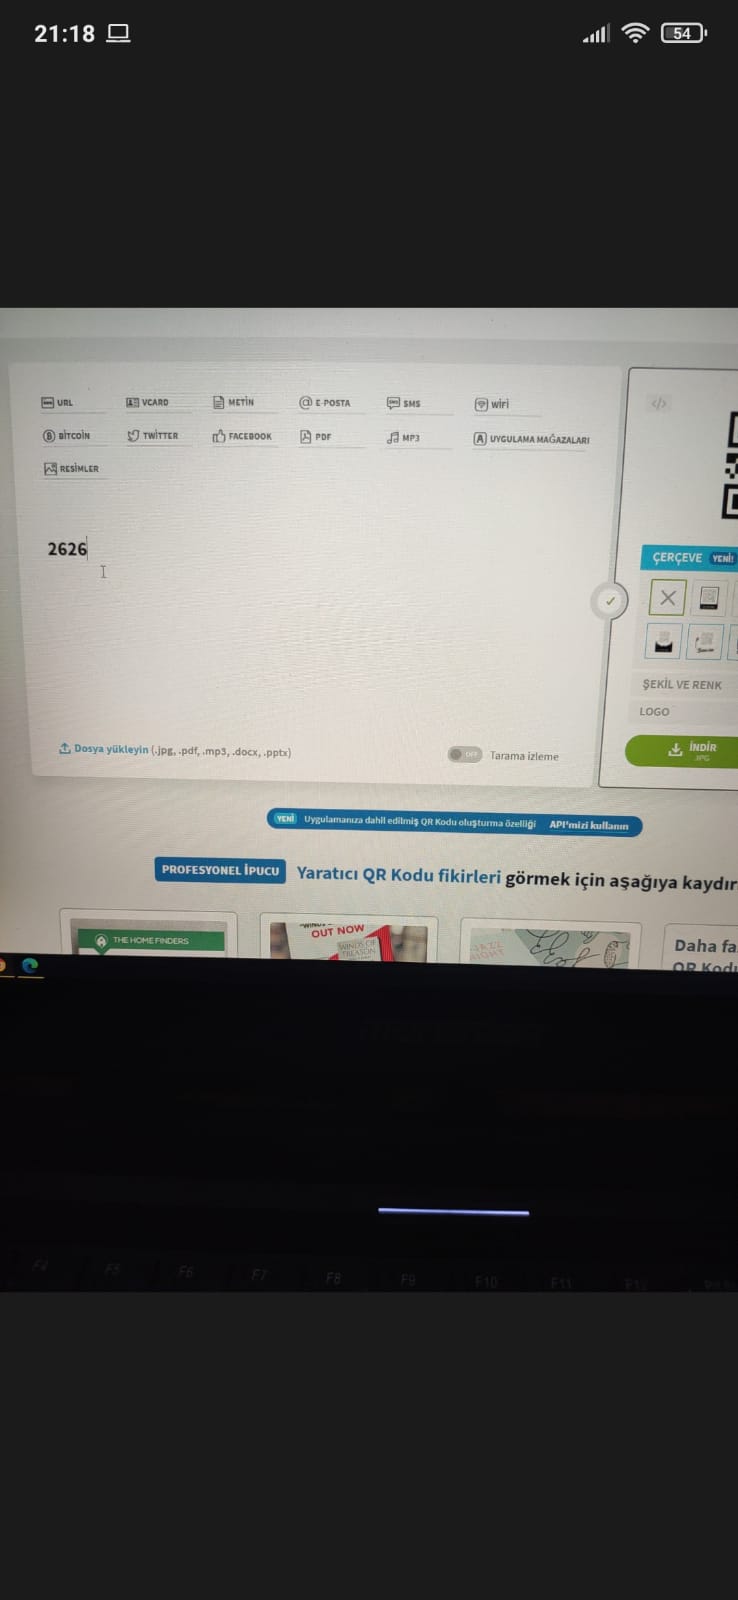 21:18
54
URL VCARD METİN E-POSTA SMS WiFi
BİTCOİN TWİTTER FACEBOOK PDF MP3 UYGULAMA MAĞAZALARI
RESİMLER
</>
2626
ÇERÇEVE YENİ!
ŞEKİL VE RENK
LOGO
İNDİR
JPG
Dosya yükleyin (.jpg, .pdf, .mp3, .docx, .pptx)
OFF Tarama izleme
YENİ Uygulamanıza dahil edilmiş QR Kodu oluşturma özelliği API'mizi kullanın
PROFESYONEL İPUCU Yaratıcı QR Kodu fikirleri görmek için aşağıya kaydır
THE HOME FINDERS
OUT NOW
WINDS OF
TREASON
Daha fa
QR Kodu
F4 F5 F6 F7 F8 F9 F10 F11 F12